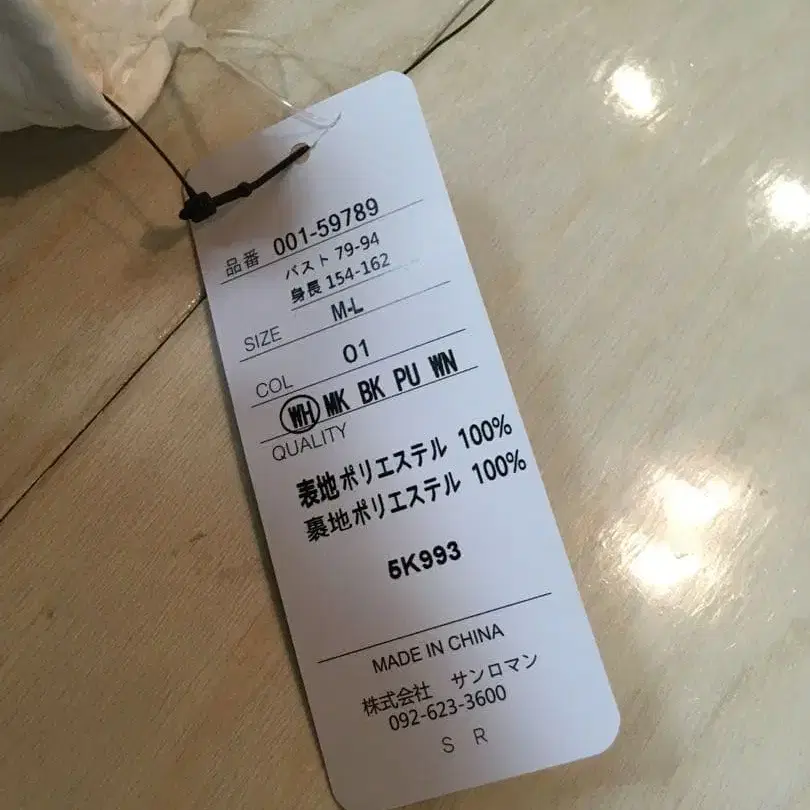 品番 001-59789
バスト 79-94
身長 154-162
SIZE M-L
COL 01
WH MK BK PU WN
QUALITY
表地ポリエステル 100%
裏地ポリエステル 100%
5K993
MADE IN CHINA
株式会社 サンロマン
092-623-3600
S R